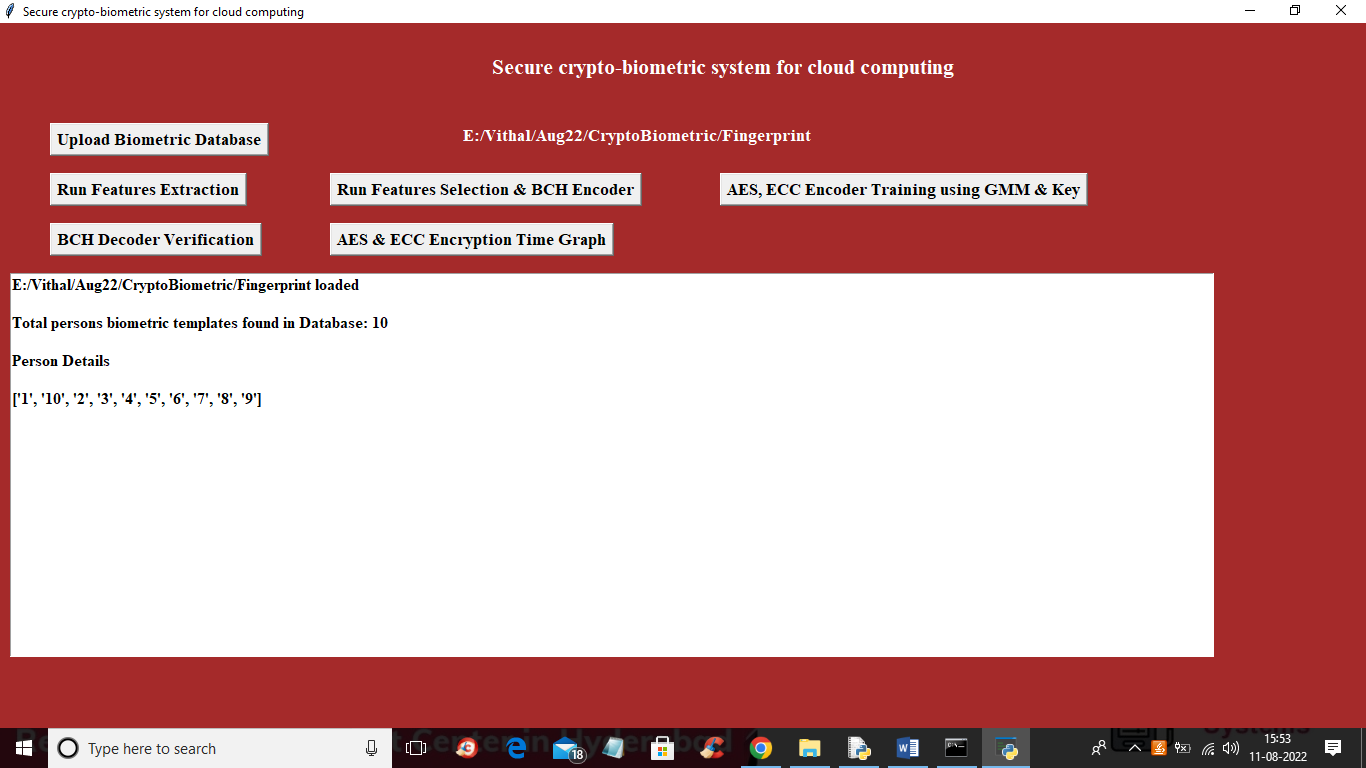 Secure crypto-biometric system for cloud computing
Secure crypto-biometric system for cloud computing
Upload Biometric Database
E:/Vithal/Aug22/CryptoBiometric/Fingerprint
Run Features Extraction
Run Features Selection & BCH Encoder
AES, ECC Encoder Training using GMM & Key
BCH Decoder Verification
AES & ECC Encryption Time Graph
E:/Vithal/Aug22/CryptoBiometric/Fingerprint loaded
Total persons biometric templates found in Database: 10
Person Details
['1', '10', '2', '3', '4', '5', '6', '7', '8', '9']
Type here to search
18
Systems
15:53
11-08-2022